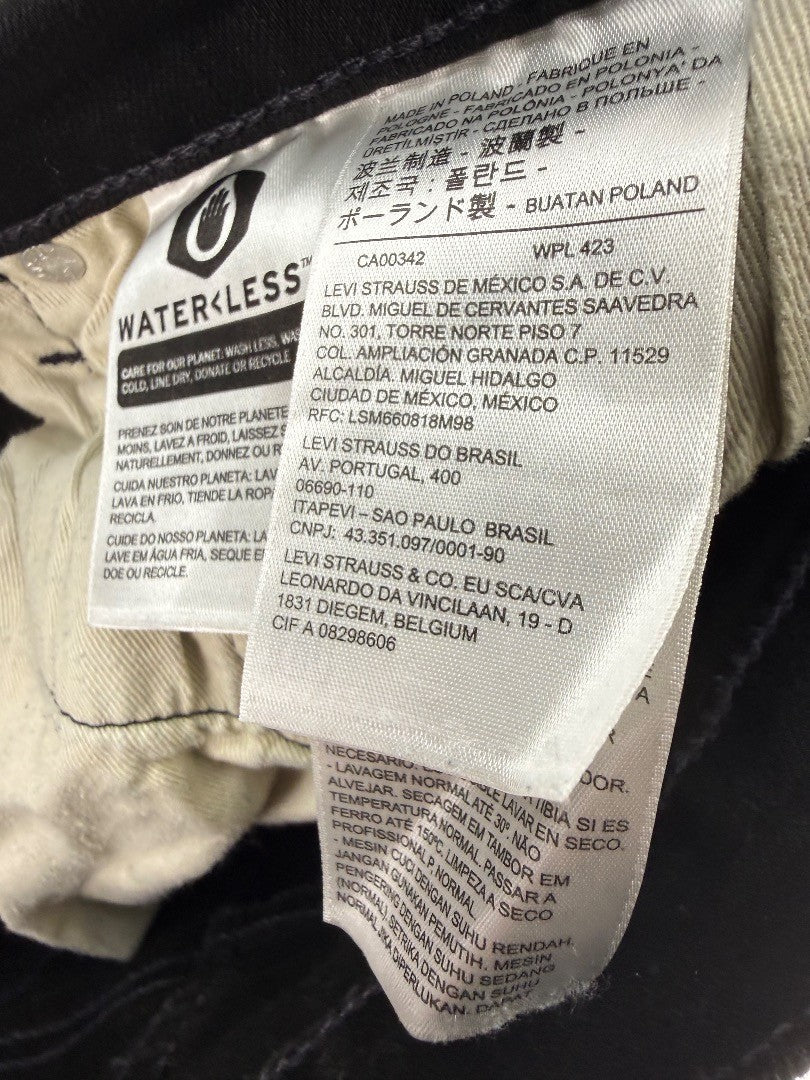 WATER<LESS™
CARE FOR OUR PLANET: WASH LESS, WAS
COLD, LINE DRY, DONATE OR RECYCLE
PRENEZ SOIN DE NOTRE PLANETE
MOINS, LAVEZ A FROID, LAISSEZ S
NATURELLEMENT, DONNEZ OU R
CUIDA NUESTRO PLANETA: LAV
LAVA EN FRIO, TIENDE LA ROP
RECICLA
CUIDE DO NOSSO PLANETA: LA
LAVE EM ÁGUA FRIA, SEQUE E
DOE OU RECICLE.
MADE IN POLAND - FABRIQUE EN
POLOGNE - FABRICADO EN POLONIA -
FABRICADO NA POLÔNIA - POLONYA' DA
ÜRETİLMİŞTİR - СДЕЛАНО В ПОЛЬШЕ -
波兰制造 - 波蘭製 -
제조국 : 폴란드 -
ポーランド製 - BUATAN POLAND
CA00342 WPL 423
LEVI STRAUSS DE MÉXICO S.A. DE C.V.
BLVD. MIGUEL DE CERVANTES SAAVEDRA
NO. 301, TORRE NORTE PISO 7
COL. AMPLIACIÓN GRANADA C.P. 11529
ALCALDÍA. MIGUEL HIDALGO
CIUDAD DE MÉXICO, MÉXICO
RFC: LSM660818M98
LEVI STRAUSS DO BRASIL
AV. PORTUGAL, 400
06690-110
ITAPEVI – SAO PAULO BRASIL
CNPJ: 43.351.097/0001-90
LEVI STRAUSS & CO. EU SCA/CVA
LEONARDO DA VINCILAAN, 19 - D
1831 DIEGEM, BELGIUM
CIF A 08298606
A
R
DOR.
NECESARIO. TIBIA SI ES
LAVAR EN SECO.
- LAVAGEM NORMAL ATÉ 30° NÃO
ALVEJAR. SECAGEM EM TAMBOR EM
TEMPERATURA NORMAL. PASSAR A
FERRO ATÉ 150ºC. LIMPEZA A SECO
PROFISSIONAL P. NORMAL
- MESIN CUCI DENGAN SUHU RENDAH.
JANGAN GUNAKAN PEMUTIH. MESIN
PENGERING DENGAN SUHU SEDANG
(NORMAL). SETRIKA DENGAN SUHU
NORMAL JIKA DIPERLUKAN. DAPAT